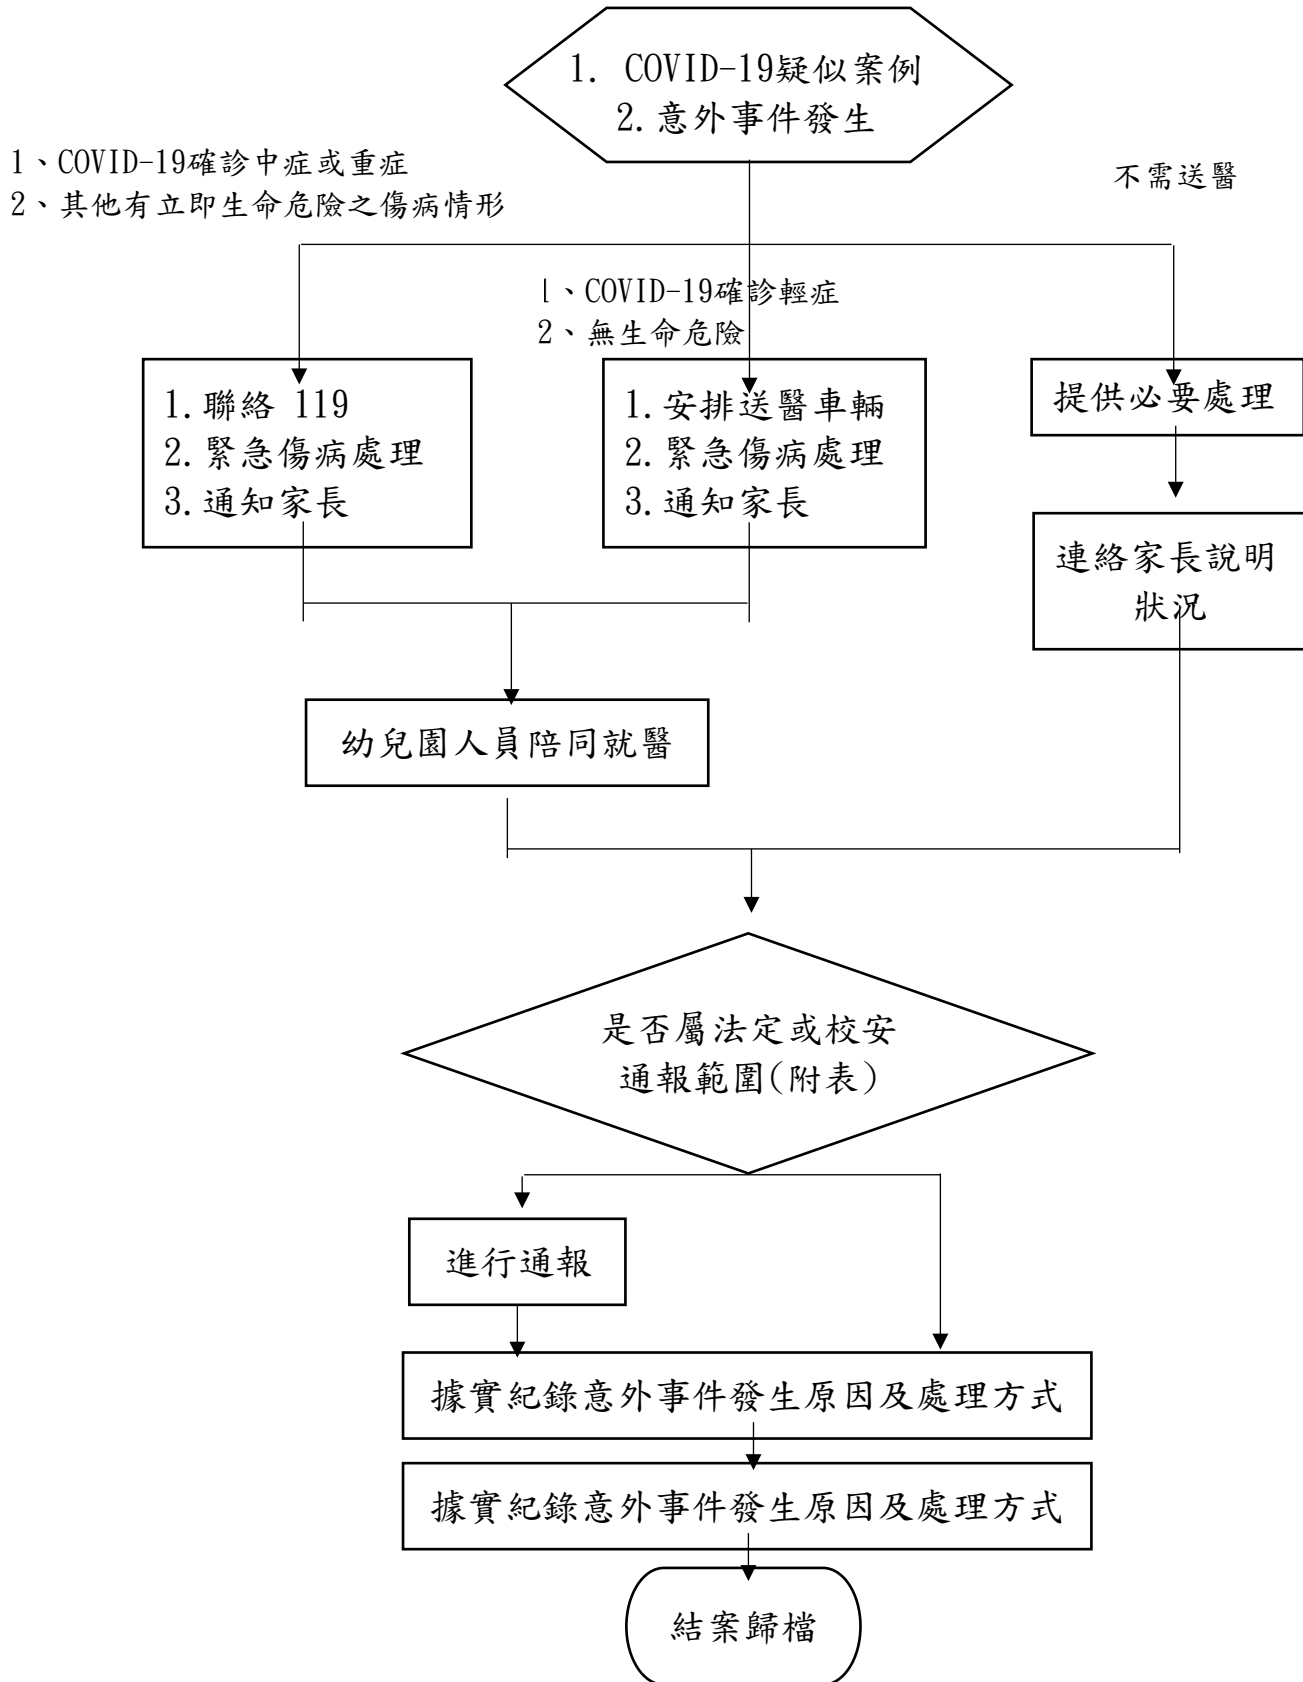 1. COVID-19疑似案例
2.意外事件發生
1、COVID-19確診中症或重症
2、其他有立即生命危險之傷病情形
不需送醫
1、COVID-19確診輕症
2、無生命危險
1.聯絡 119
2.緊急傷病處理
3.通知家長
1.安排送醫車輛
2.緊急傷病處理
3.通知家長
提供必要處理
連絡家長說明
狀況
幼兒園人員陪同就醫
是否屬法定或校安
通報範圍(附表)
進行通報
據實紀錄意外事件發生原因及處理方式
據實紀錄意外事件發生原因及處理方式
結案歸檔